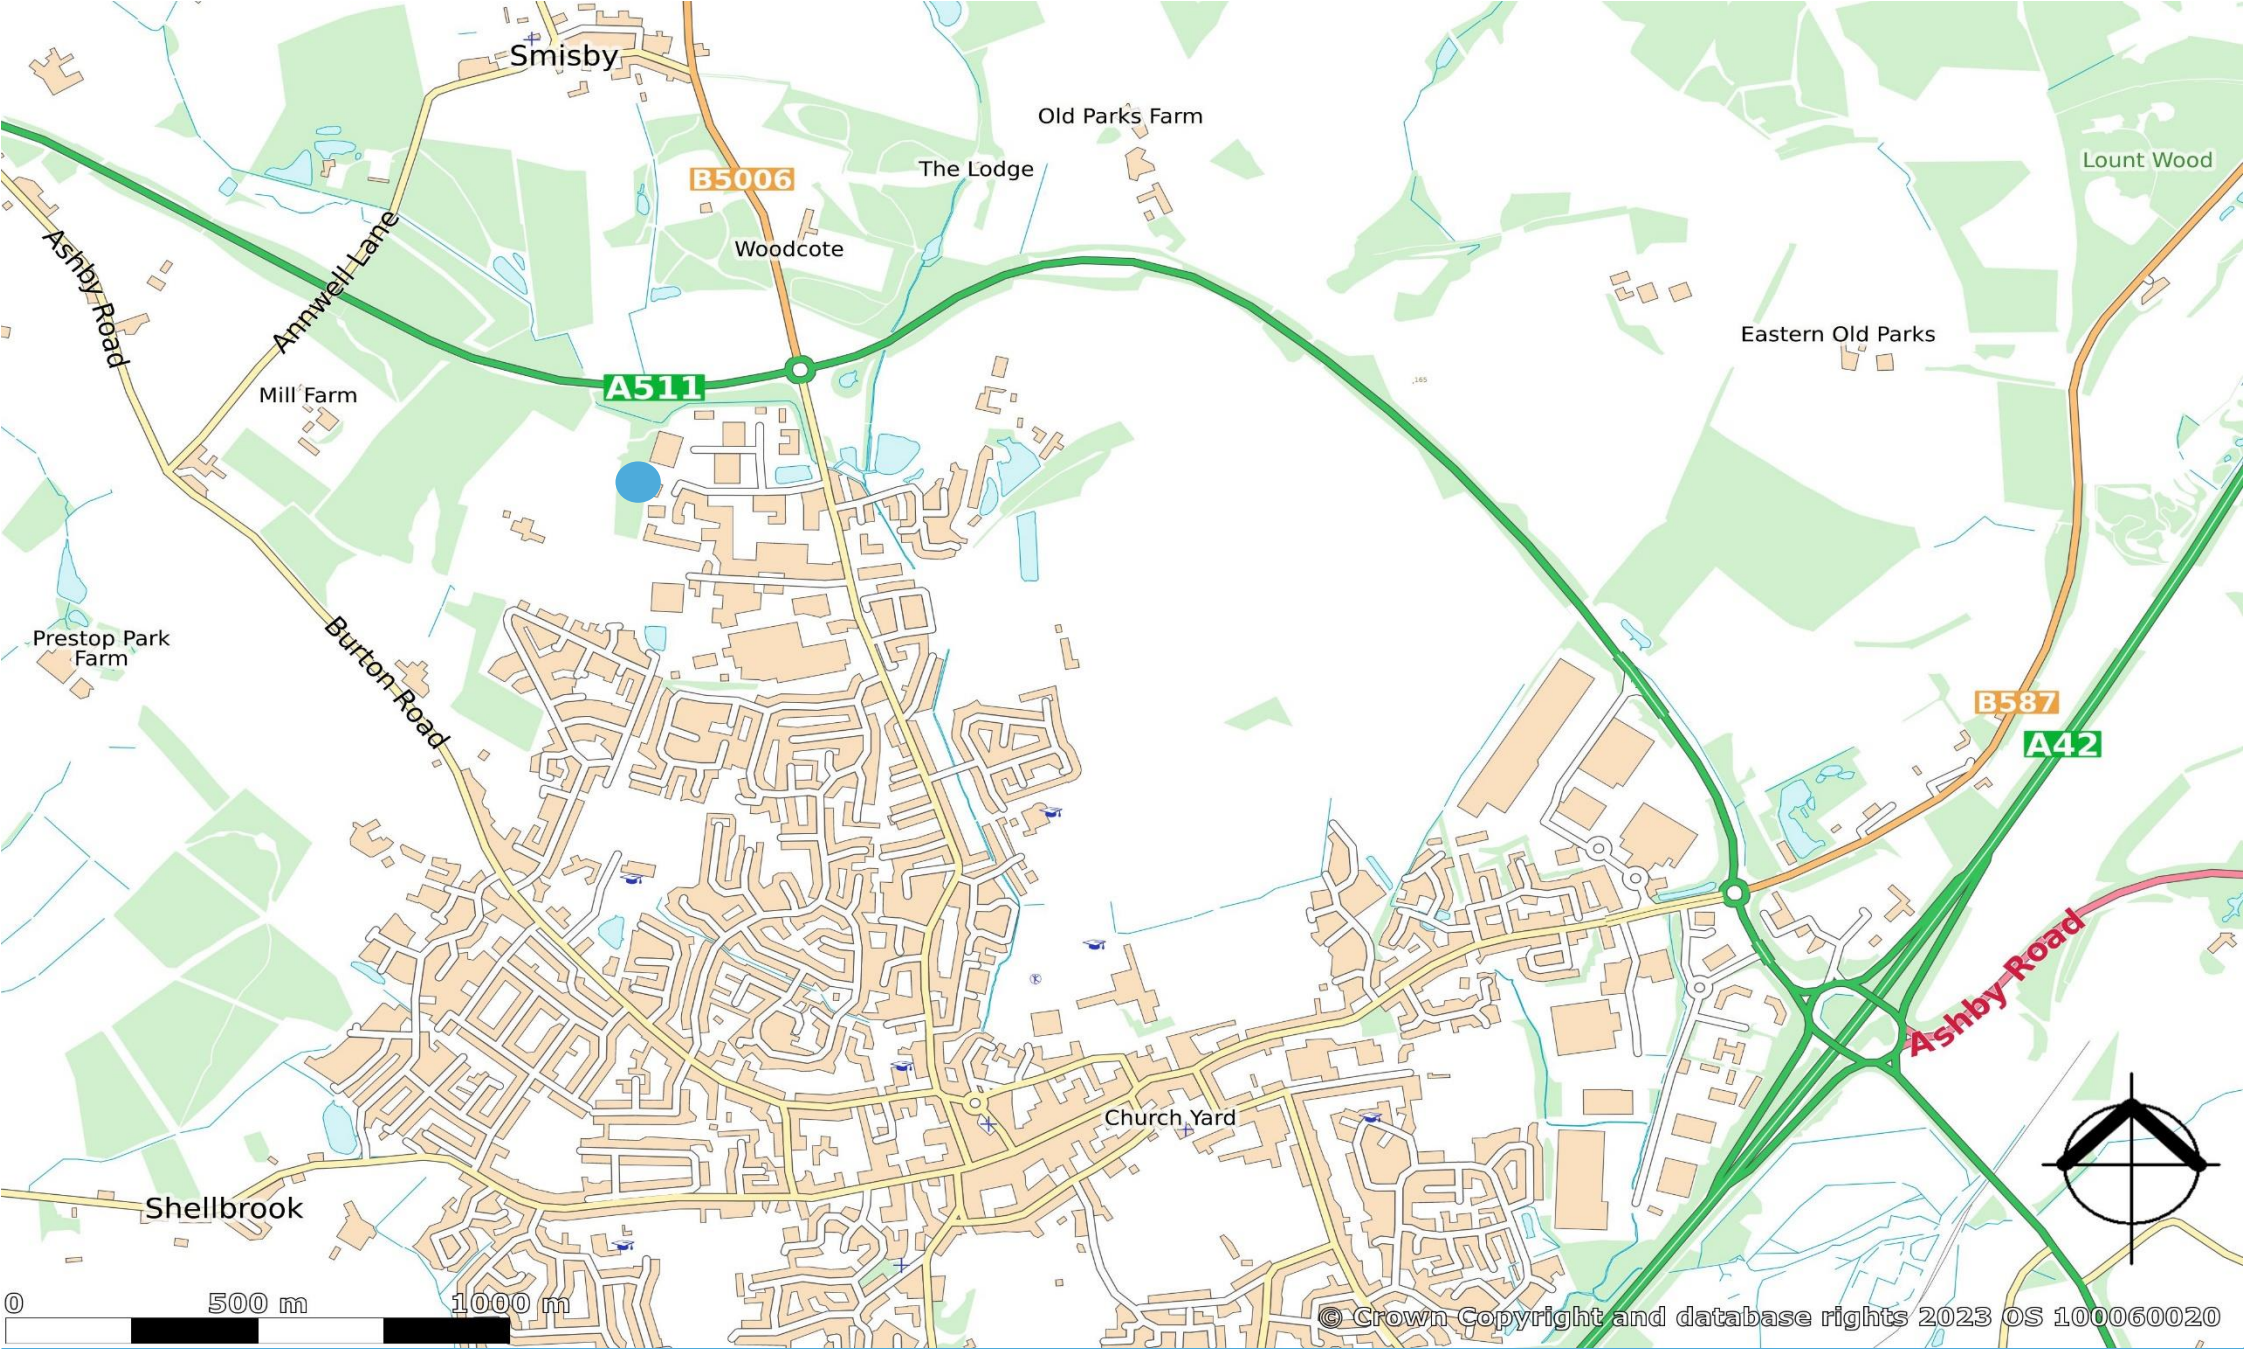 Smisby
Old Parks Farm
Lount Wood
The Lodge
B5006
Woodcote
Ashby Road
Annwell Lane
Eastern Old Parks
A511
165
Mill Farm
Prestop Park
Farm
Burton Road
B587
A42
Ashby Road
Church Yard
Shellbrook
0 500 m 1000 m
© Crown Copyright and database rights 2023 OS 100060020